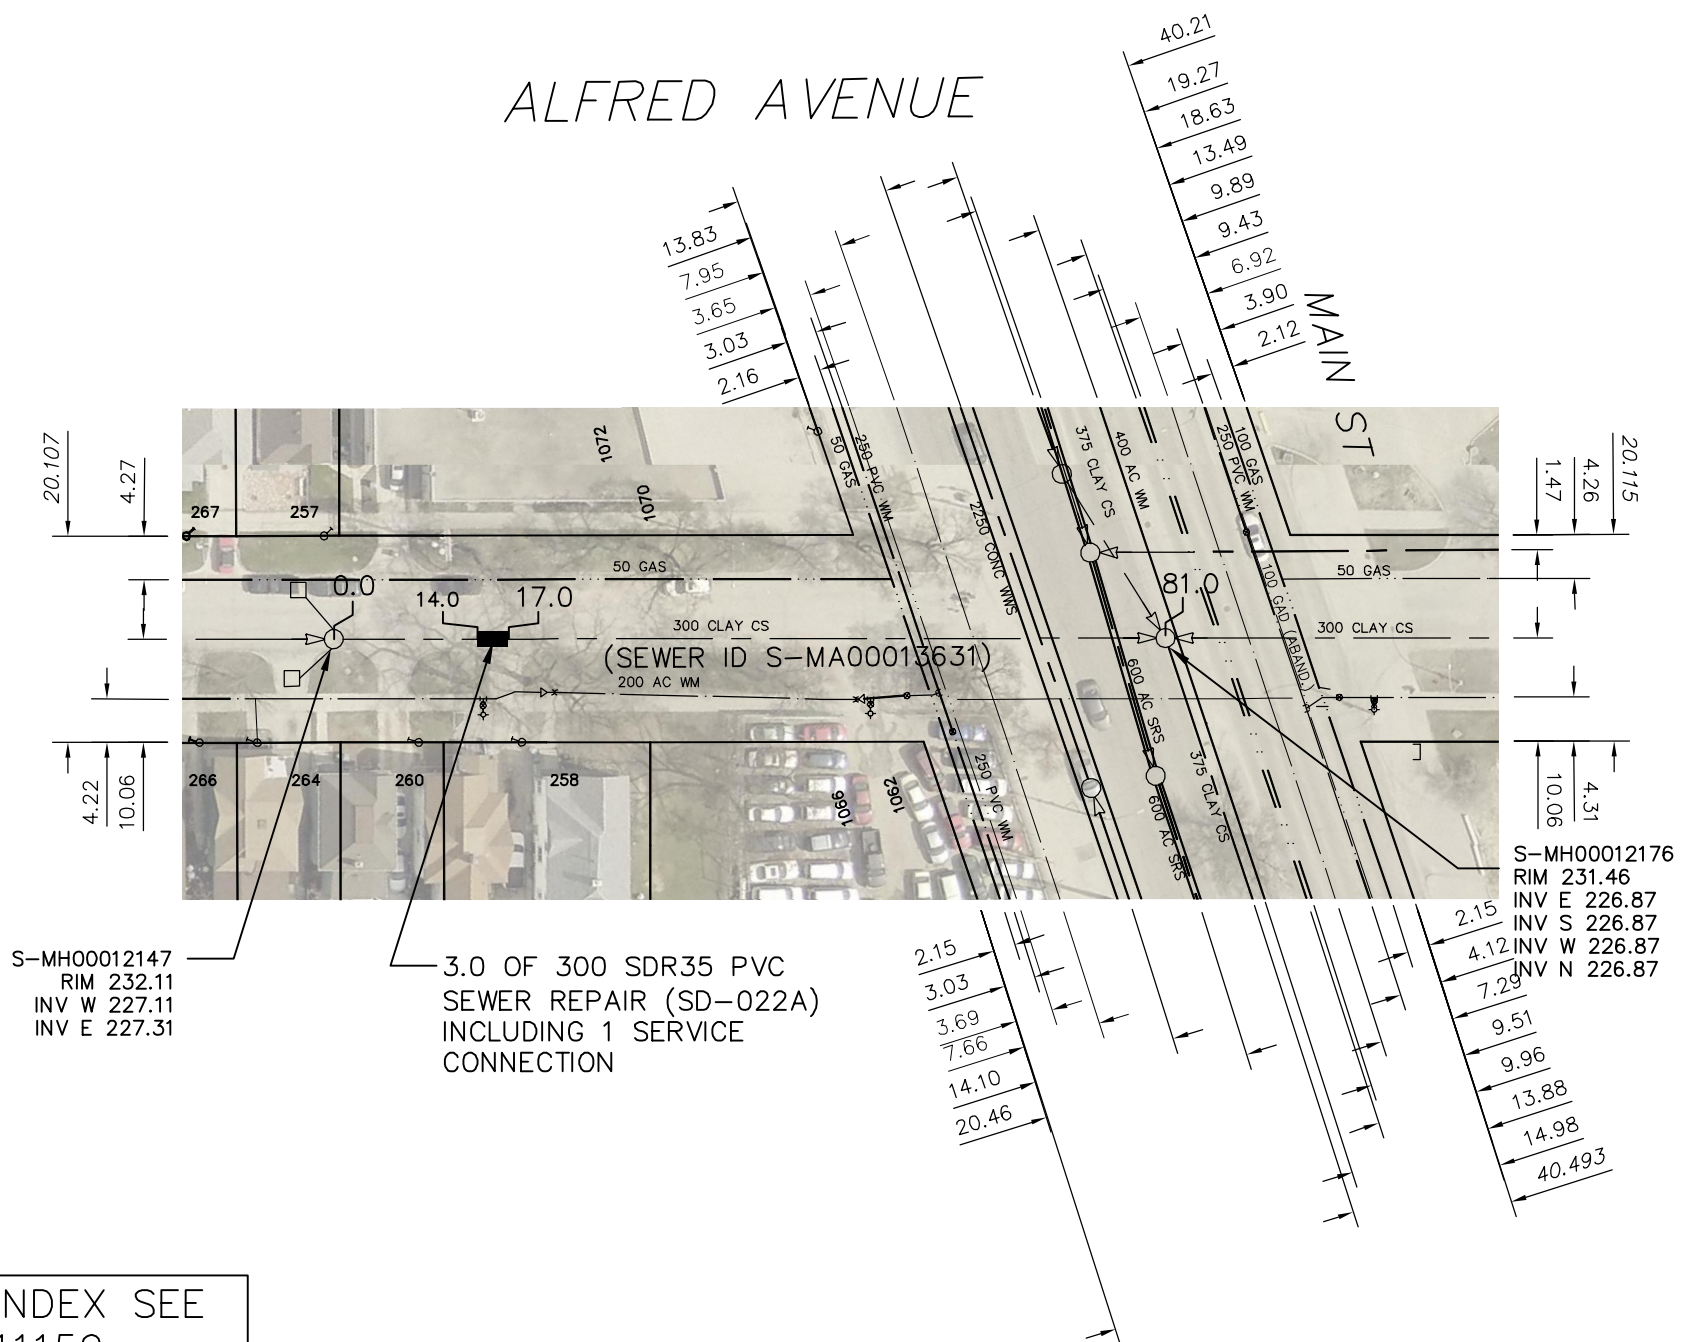 ALFRED AVENUE
40.21
19.27
18.63
13.49
9.89
9.43
6.92
3.90
2.12
MAIN ST
13.83
7.95
3.65
3.03
2.16
20.107
4.27
1.47
4.26
20.115
267
257
1072
1070
50 GAS
250 PVC WM
2250 CONC WWS
375 CLAY CS
400 AC WM
250 PVC WM
100 GAS
50 GAS
100 GAD (ABAND.)
50 GAS
0.0
14.0
17.0
81.0
300 CLAY CS
300 CLAY CS
(SEWER ID S-MA00013631)
200 AC WM
600 AC SRS
375 CLAY CS
600 AC SRS
250 PVC WM
266
264
260
258
1066
1062
4.22
10.06
10.06
4.31
S-MH00012176
RIM 231.46
INV E 226.87
INV S 226.87
INV W 226.87
INV N 226.87
S-MH00012147
RIM 232.11
INV W 227.11
INV E 227.31
3.0 OF 300 SDR35 PVC
SEWER REPAIR (SD-022A)
INCLUDING 1 SERVICE
CONNECTION
2.15
3.03
3.69
7.66
14.10
20.46
2.15
4.12
7.29
9.51
9.96
13.88
14.98
40.493
NDEX SEE